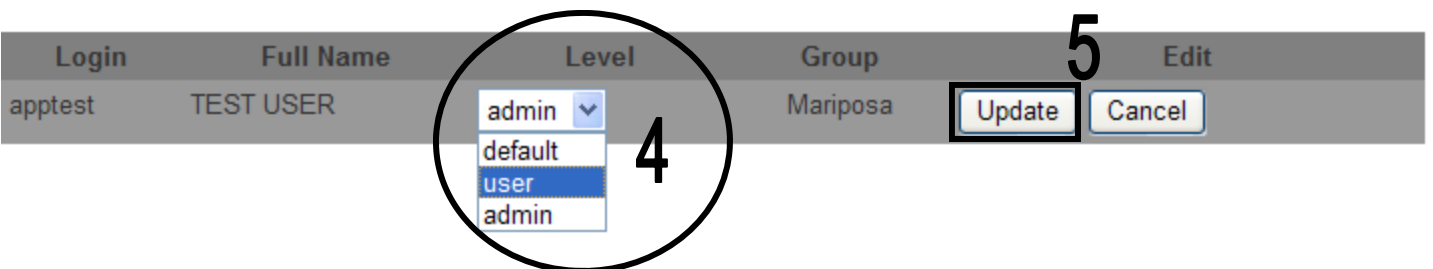 5
Login Full Name Level Group Edit
apptest TEST USER admin Mariposa Update Cancel
default
4
user
admin